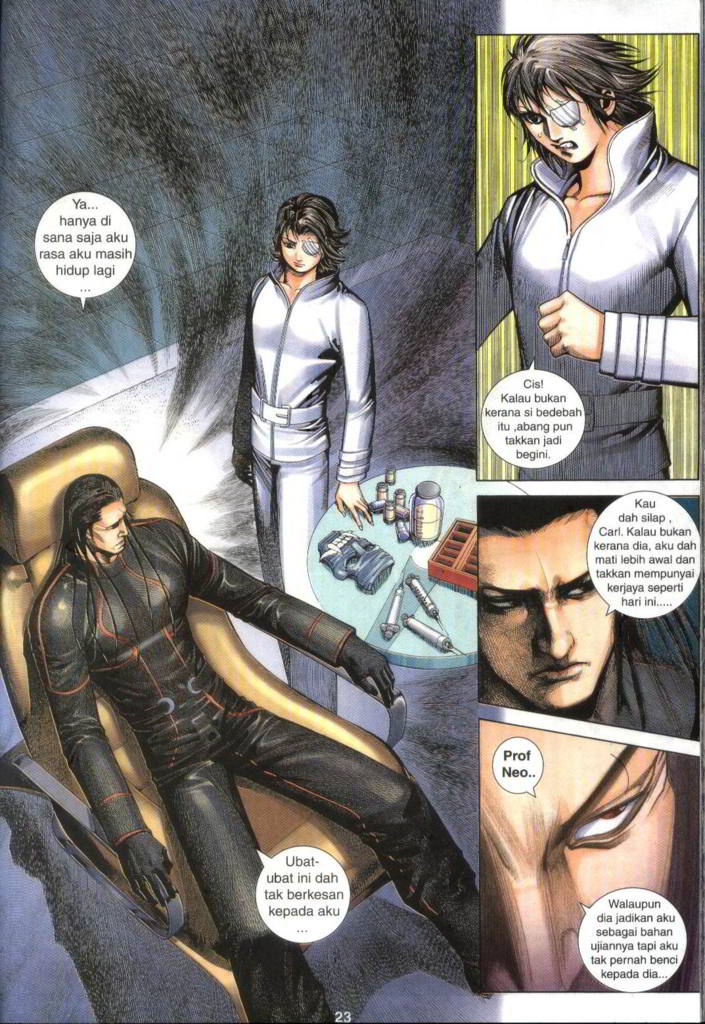 Ya...
hanya di
sana saja aku
rasa aku masih
hidup lagi
...
Ubat-
ubat ini dah
tak berkesan
kepada aku
...
Cis!
Kalau bukan
kerana si bedebah
itu ,abang pun
takkan jadi
begini.
Kau
dah silap ,
Carl. Kalau bukan
kerana dia, aku dah
mati lebih awal dan
takkan mempunyai
kerjaya seperti
hari ini.....
Prof
Neo..
Walaupun
dia jadikan aku
sebagai bahan
ujiannya tapi aku
tak pernah benci
kepada dia...
23